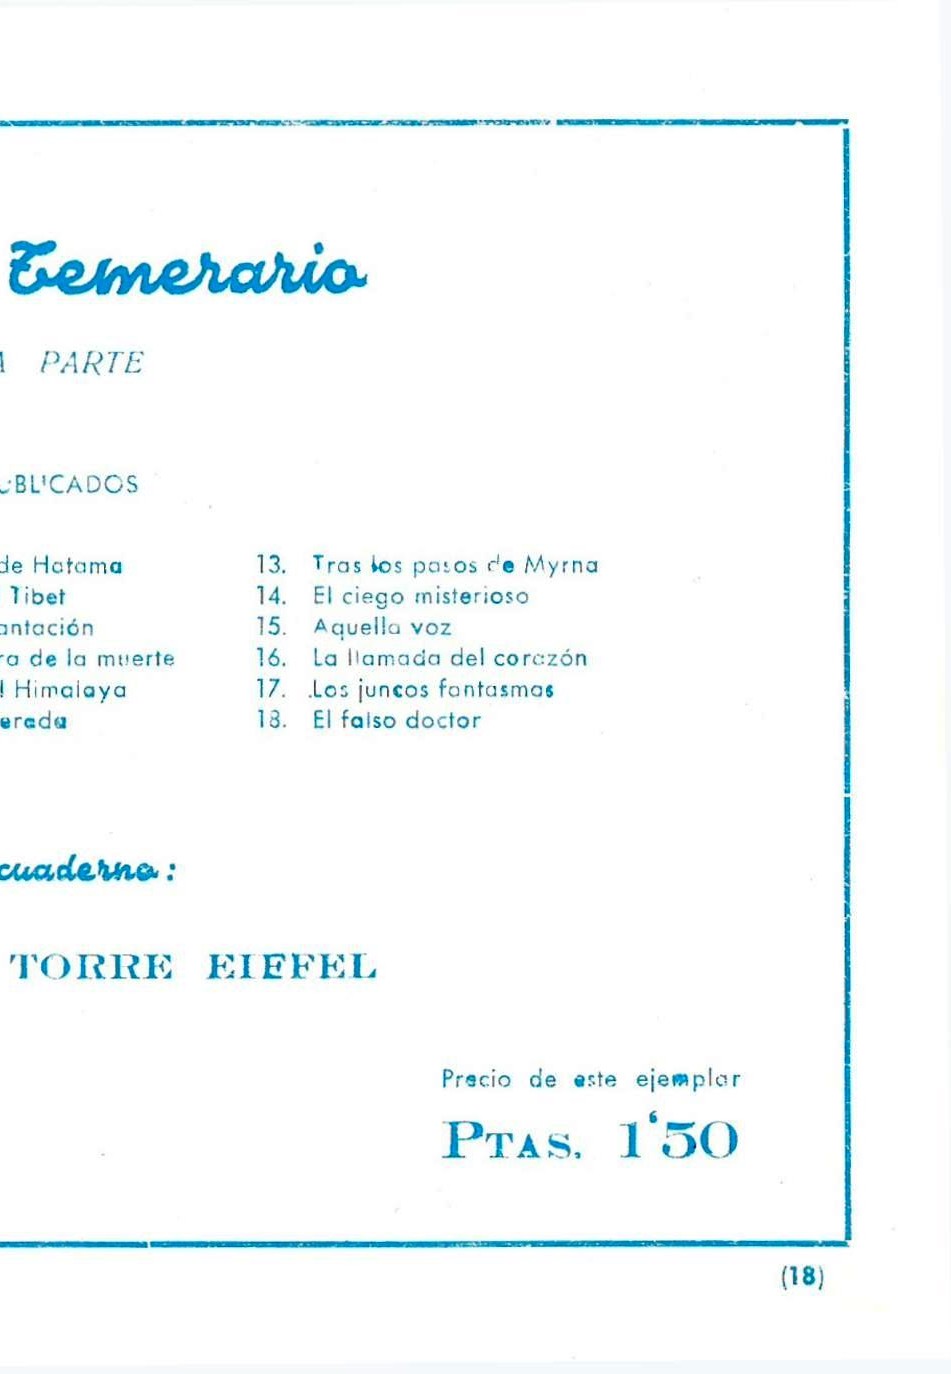 Temerario
A PARTE
PUBLICADOS
de Hatama
Tibet
antación
ra de la muerte
l Himalaya
erada
13. Tras los pasos de Myrna
14. El ciego misterioso
15. Aquella voz
16. La llamada del corazón
17. Los juncos fantasmas
18. El falso doctor
cuaderno:
TORRE EIFFEL
Precio de este ejemplar
PTAS. 1'50
(18)